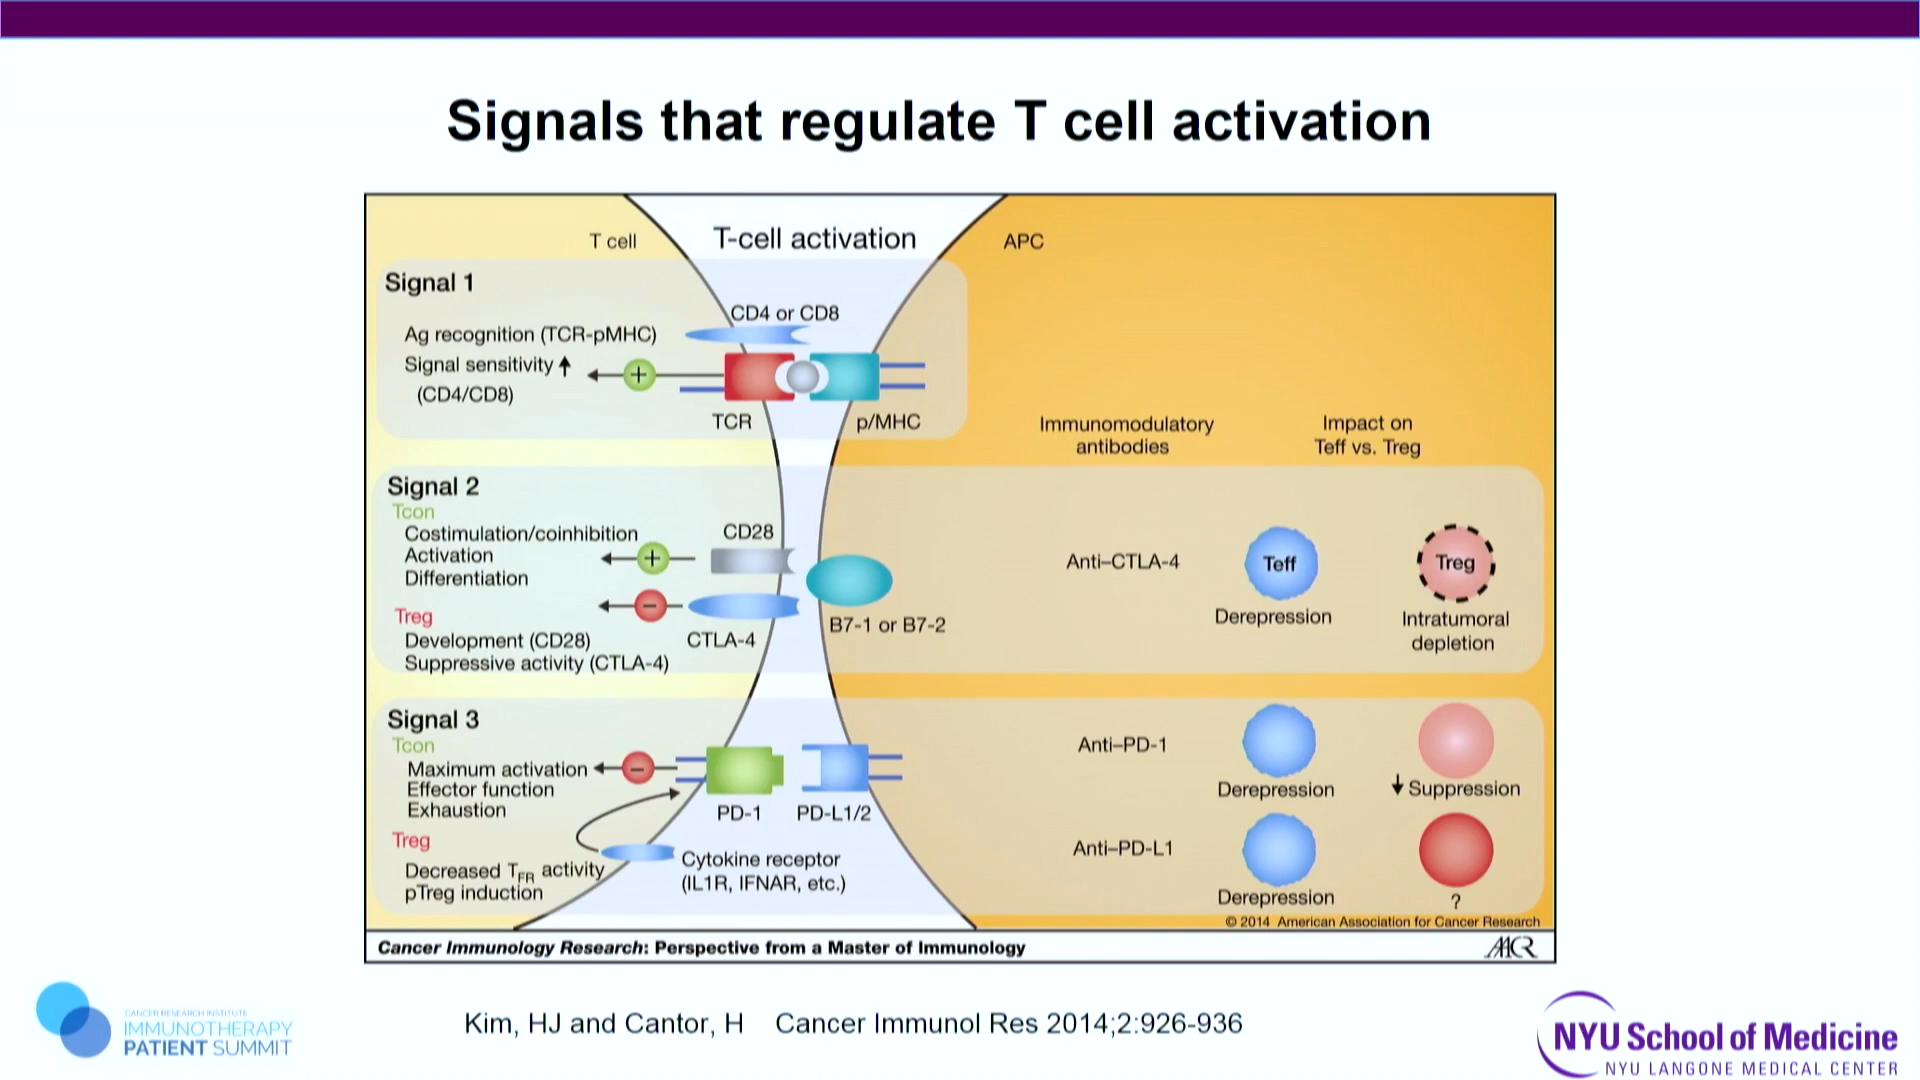 Signals that regulate T cell activation
T cell
T-cell activation
APC
Signal 1
CD4 or CD8
Ag recognition (TCR-pMHC)
Signal sensitivity ↑
(CD4/CD8)
+
TCR
p/MHC
Immunomodulatory
antibodies
Impact on
Teff vs. Treg
Signal 2
Tcon
Costimulation/coinhibition
Activation
Differentiation
+
CD28
Treg
Development (CD28)
Suppressive activity (CTLA-4)
−
CTLA-4
B7-1 or B7-2
Anti–CTLA-4
Teff
Derepression
Treg
Intratumoral
depletion
Signal 3
Tcon
Maximum activation
Effector function
Exhaustion
−
PD-1
PD-L1/2
Treg
Decreased TFR activity
pTreg induction
Cytokine receptor
(IL1R, IFNAR, etc.)
Anti–PD-1
Derepression
↓ Suppression
Anti–PD-L1
Derepression
?
© 2014 American Association for Cancer Research
Cancer Immunology Research: Perspective from a Master of Immunology
AACR
CANCER RESEARCH INSTITUTE
IMMUNOTHERAPY
PATIENT SUMMIT
Kim, HJ and Cantor, H Cancer Immunol Res 2014;2:926-936
NYU School of Medicine
NYU LANGONE MEDICAL CENTER